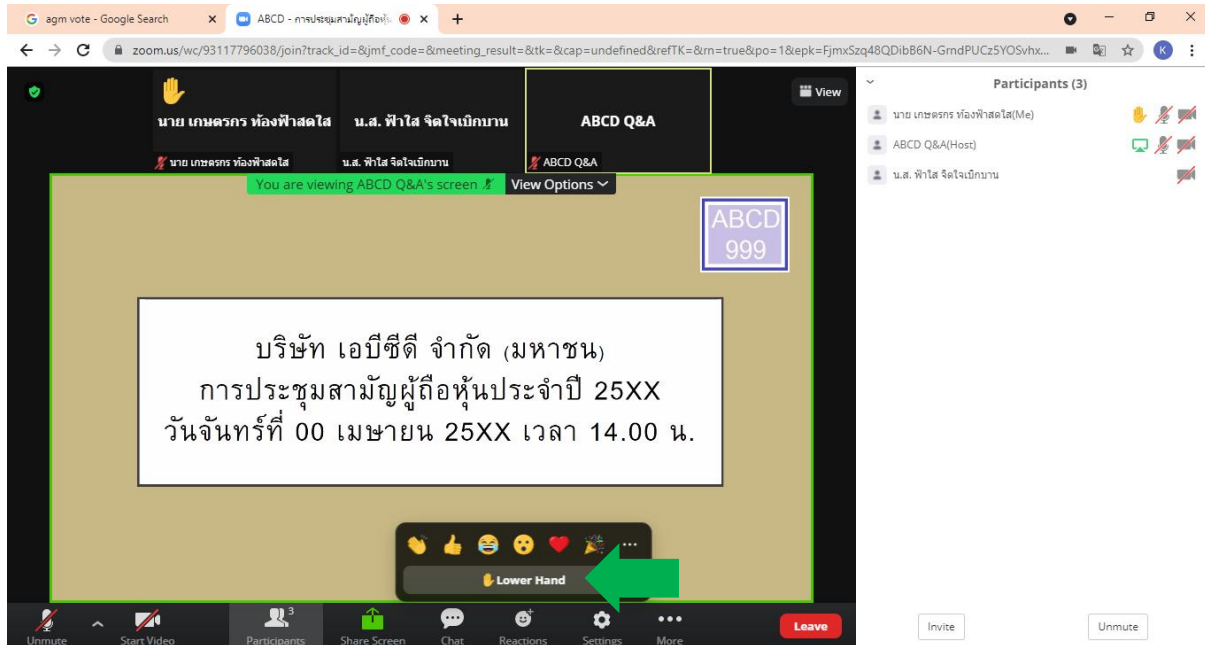 agm vote - Google Search
ABCD - การประชุมสามัญผู้ถือหุ้น
zoom.us/wc/93117796038/join?track_id=&jmf_code=&meeting_result=&tk=&cap=undefined&refTK=&rn=true&po=1&epk=FjmxSzq48QDibB6N-GrndPUCz5YOSvhx...
K
นาย เกษตรกร ท้องฟ้าสดใส
น.ส. ฟ้าใส จิตใจเบิกบาน
ABCD Q&A
View
นาย เกษตรกร ท้องฟ้าสดใส
น.ส. ฟ้าใส จิตใจเบิกบาน
ABCD Q&A
You are viewing ABCD Q&A's screen
View Options
ABCD
999
บริษัท เอบีซีดี จำกัด (มหาชน)
การประชุมสามัญผู้ถือหุ้นประจำปี 25XX
วันจันทร์ที่ 00 เมษายน 25XX เวลา 14.00 น.
Lower Hand
Unmute
Start Video
3
Participants
Share Screen
Chat
Reactions
Settings
More
Leave
Participants (3)
นาย เกษตรกร ท้องฟ้าสดใส(Me)
ABCD Q&A(Host)
น.ส. ฟ้าใส จิตใจเบิกบาน
Invite
Unmute